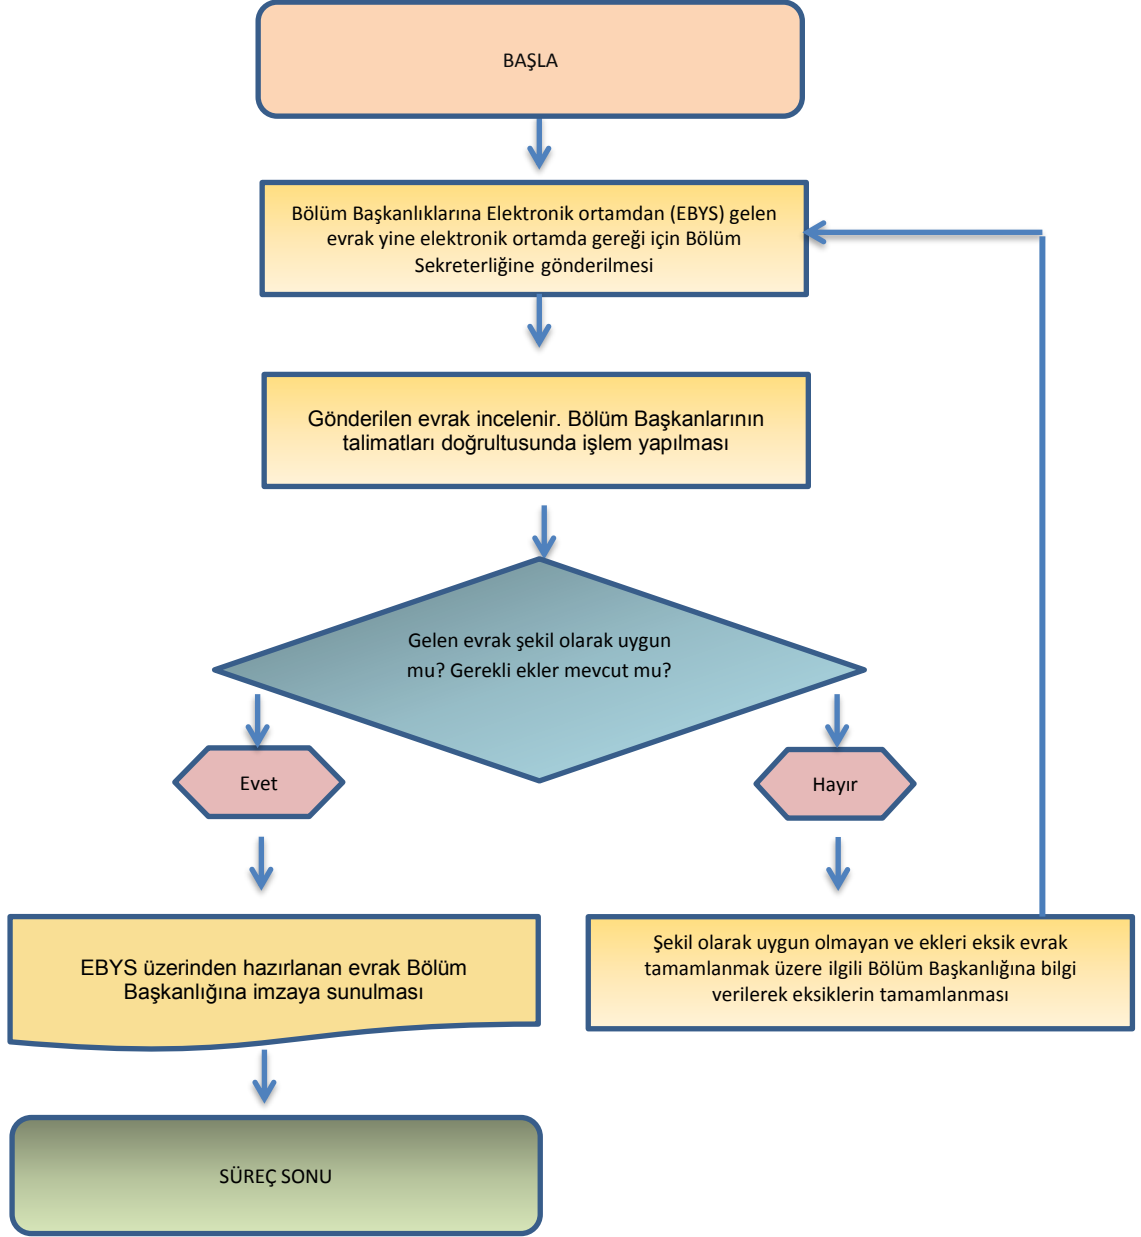 BAŞLA
Bölüm Başkanlıklarına Elektronik ortamdan (EBYS) gelen
evrak yine elektronik ortamda gereği için Bölüm
Sekreterliğine gönderilmesi
Gönderilen evrak incelenir. Bölüm Başkanlarının
talimatları doğrultusunda işlem yapılması
Gelen evrak şekil olarak uygun
mu? Gerekli ekler mevcut mu?
Evet
Hayır
EBYS üzerinden hazırlanan evrak Bölüm
Başkanlığına imzaya sunulması
Şekil olarak uygun olmayan ve ekleri eksik evrak
tamamlanmak üzere ilgili Bölüm Başkanlığına bilgi
verilerek eksiklerin tamamlanması
SÜREÇ SONU